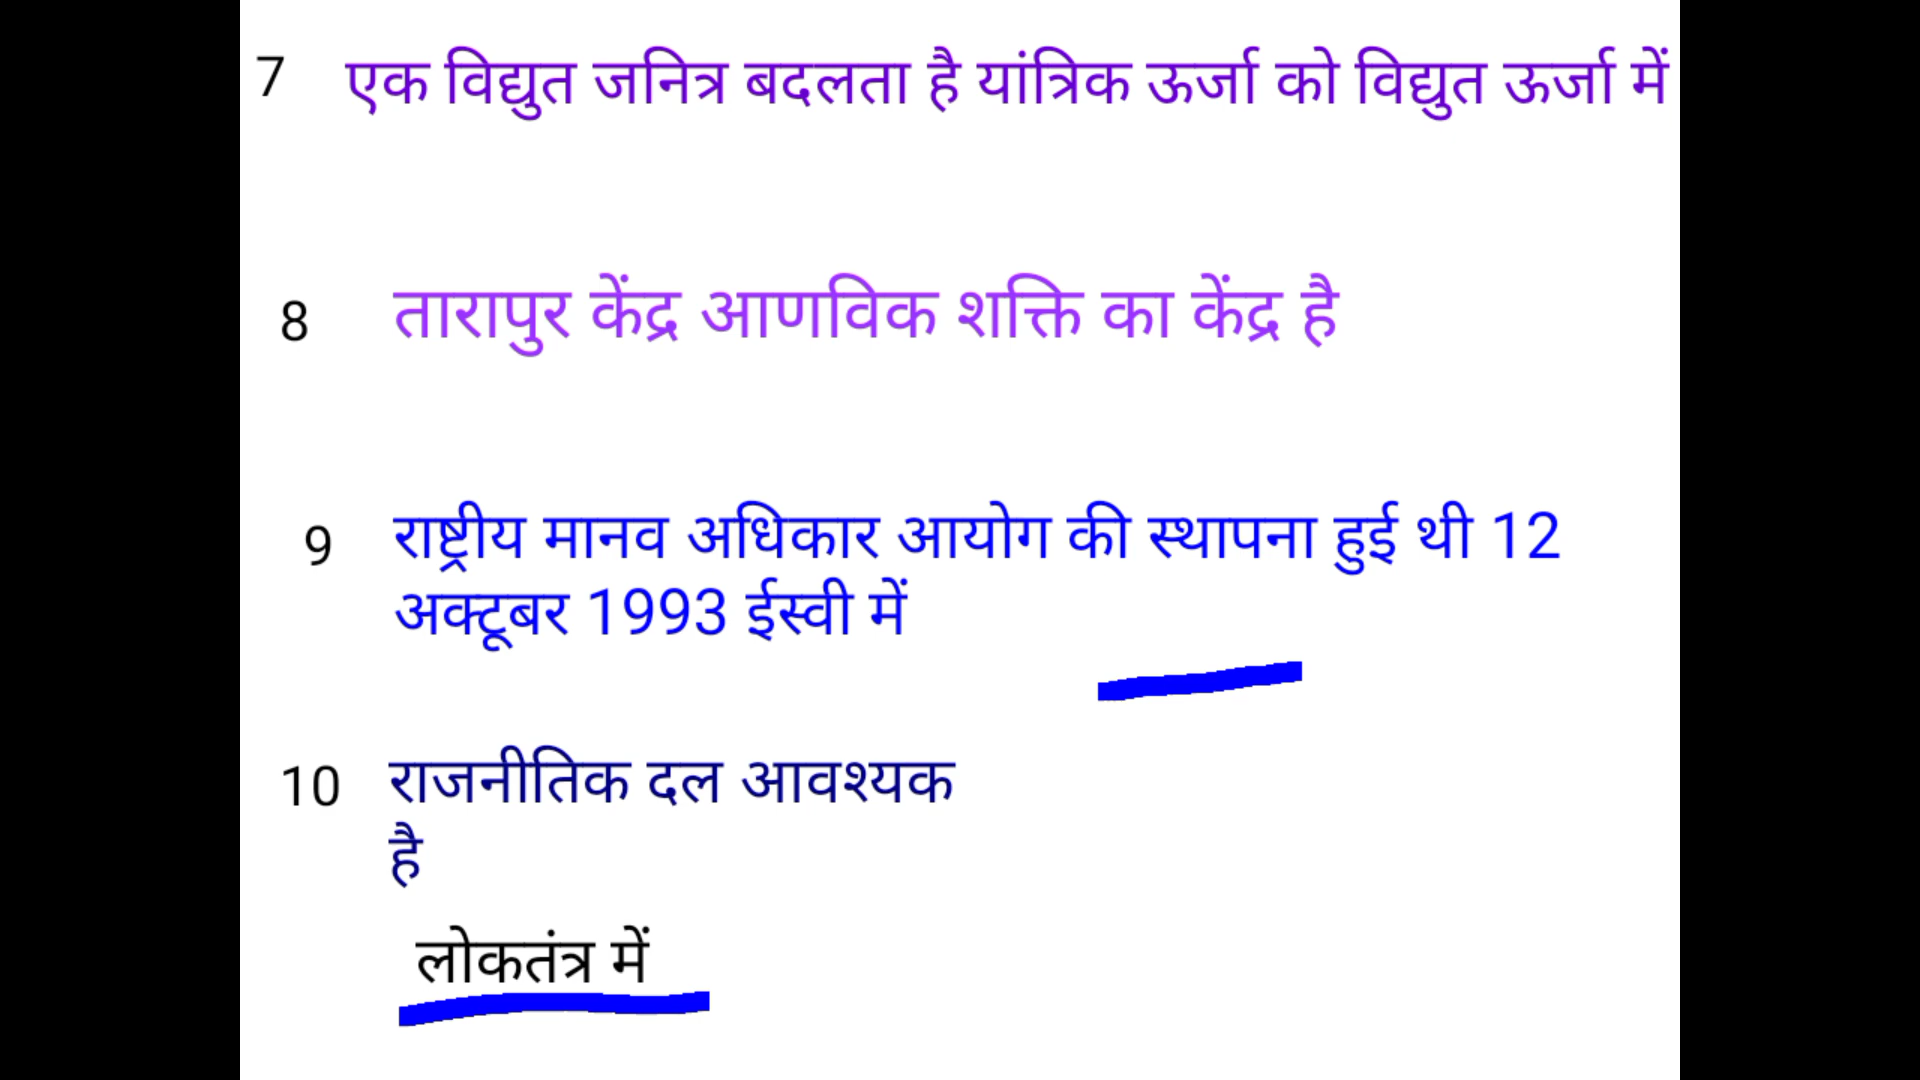 7 एक विद्युत जनित्र बदलता है यांत्रिक ऊर्जा को विद्युत ऊर्जा में
8 तारापुर केंद्र आणविक शक्ति का केंद्र है
9 राष्ट्रीय मानव अधिकार आयोग की स्थापना हुई थी 12
अक्टूबर 1993 ईस्वी में
10 राजनीतिक दल आवश्यक
है
लोकतंत्र में